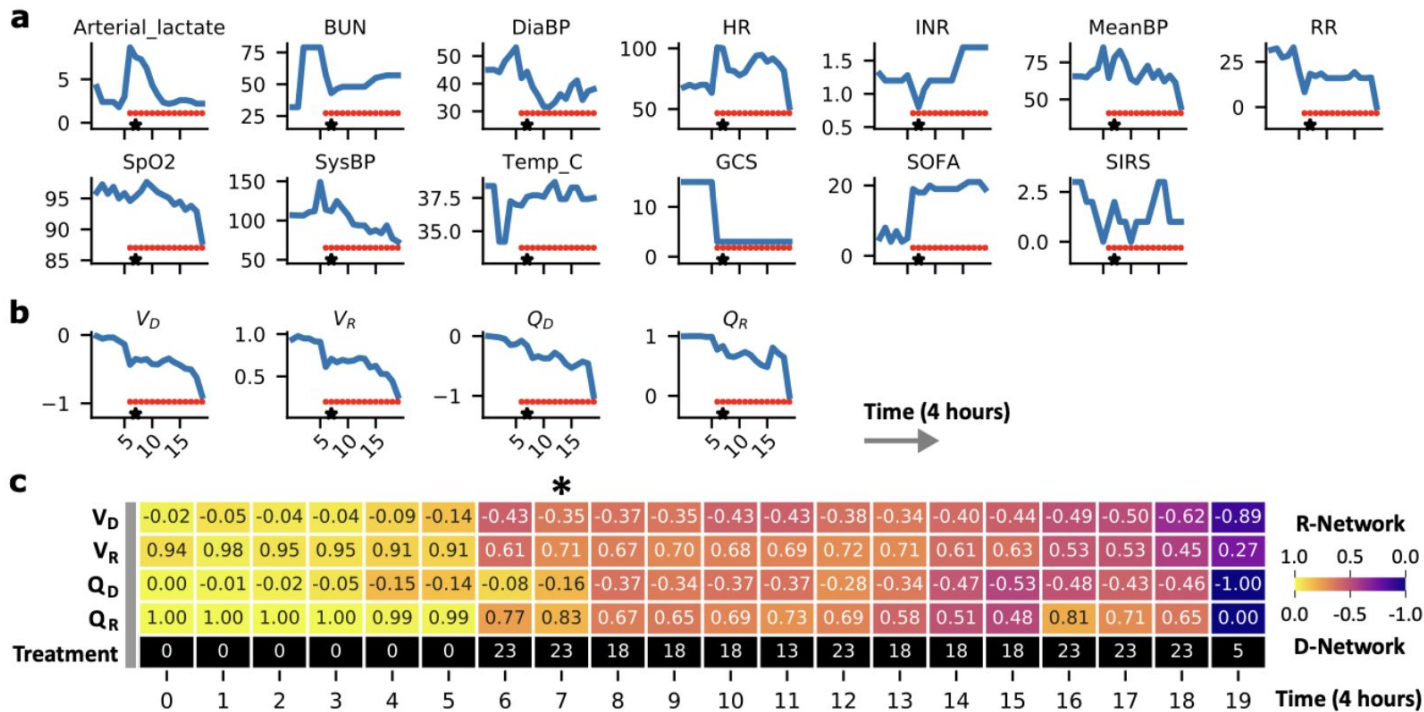 a
Arterial_lactate BUN DiaBP HR INR MeanBP RR
5 0
75 50 25
50 40 30
100 50
1.5 1.0 0.5
75 50
25 0
SpO2 SysBP Temp_C GCS SOFA SIRS
95 90 85
150 100 50
37.5 35.0
10 0
20 0
2.5 0.0
b
V_D V_R Q_D Q_R
0 -1
1.0 0.5
0 -1
1 0
5 10 15 5 10 15 5 10 15 5 10 15
Time (4 hours)
c
*
V_D -0.02 -0.05 -0.04 -0.04 -0.09 -0.14 -0.43 -0.35 -0.37 -0.35 -0.43 -0.43 -0.38 -0.34 -0.40 -0.44 -0.49 -0.50 -0.62 -0.89
V_R 0.94 0.98 0.95 0.95 0.91 0.91 0.61 0.71 0.67 0.70 0.68 0.69 0.72 0.71 0.61 0.63 0.53 0.53 0.45 0.27
Q_D 0.00 -0.01 -0.02 -0.05 -0.15 -0.14 -0.08 -0.16 -0.37 -0.34 -0.37 -0.37 -0.28 -0.34 -0.47 -0.53 -0.48 -0.43 -0.46 -1.00
Q_R 1.00 1.00 1.00 1.00 0.99 0.99 0.77 0.83 0.67 0.65 0.69 0.73 0.69 0.58 0.51 0.48 0.81 0.71 0.65 0.00
Treatment 0 0 0 0 0 0 23 23 18 18 18 13 23 18 18 18 23 23 23 5
0 1 2 3 4 5 6 7 8 9 10 11 12 13 14 15 16 17 18 19 Time (4 hours)
R-Network
1.0 0.5 0.0
0.0 -0.5 -1.0
D-Network